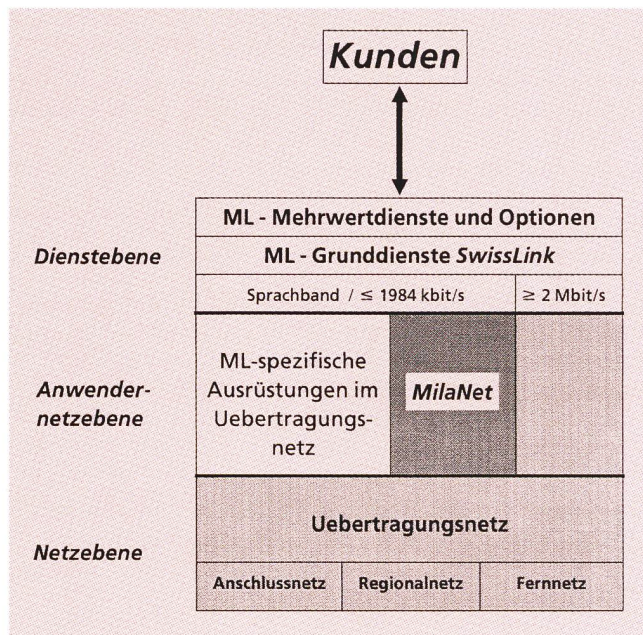 Kunden
ML - Mehrwertdienste und Optionen
Dienstebene
ML - Grunddienste SwissLink
Sprachband / ≤ 1984 kbit/s
≥ 2 Mbit/s
Anwender-
netzebene
ML-spezifische
Ausrüstungen im
Uebertragungs-
netz
MilaNet
Netzebene
Uebertragungsnetz
Anschlussnetz
Regionalnetz
Fernnetz